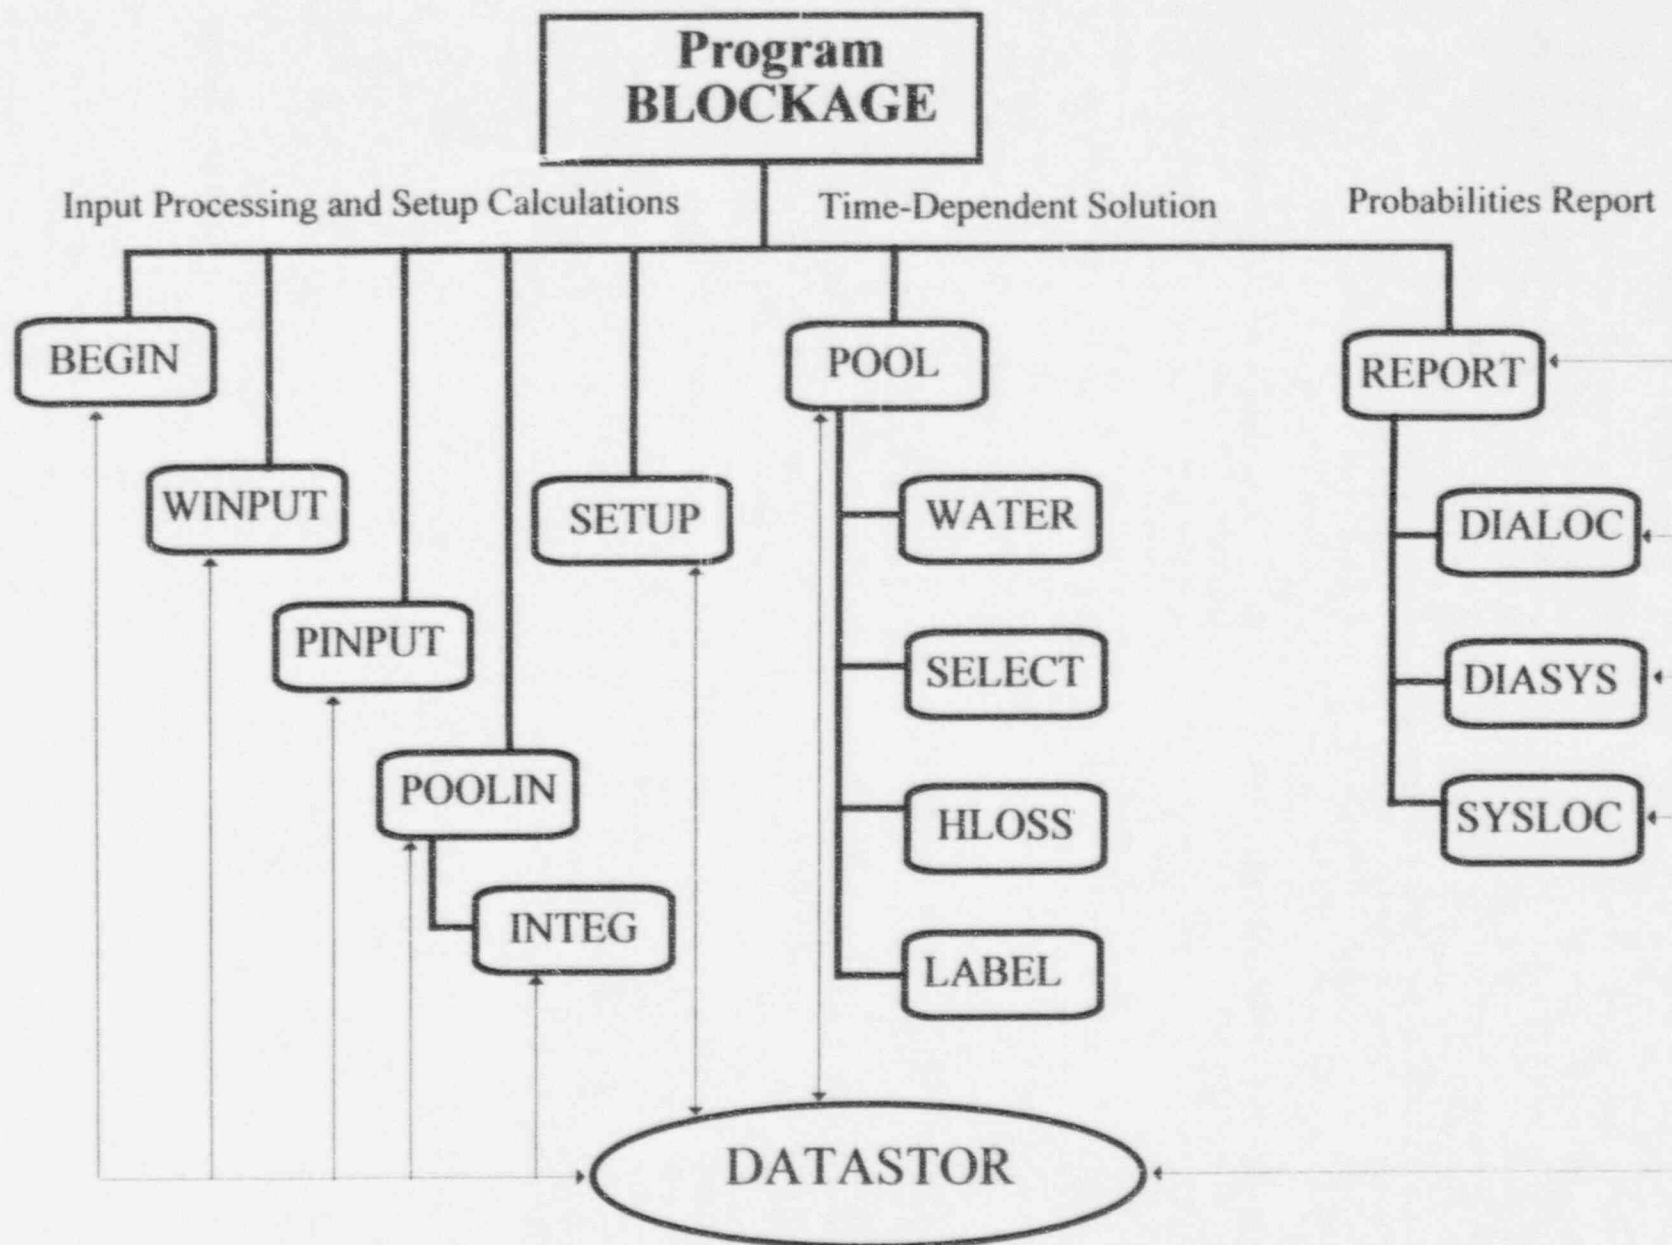 Program
BLOCKAGE
Input Processing and Setup Calculations
Time-Dependent Solution
Probabilities Report
BEGIN
POOL
REPORT
WINPUT
SETUP
WATER
DIALOC
PINPUT
SELECT
DIASYS
POOLIN
HLOSS
SYSLOC
INTEG
LABEL
DATASTOR